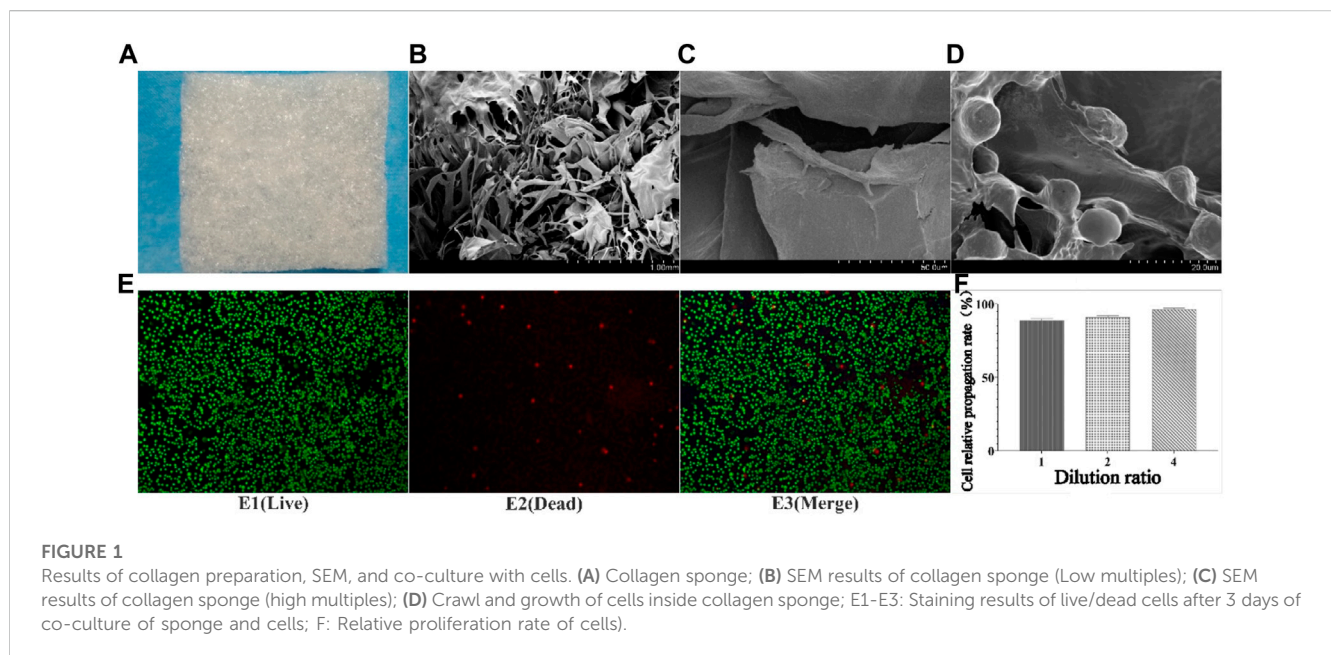 A
B
C
D
1.00mm
50.0um
20.0um
E
F
E1(Live)
E2(Dead)
E3(Merge)
Cell relative propagation rate (%)
100
50
0
1
2
4
Dilution ratio
FIGURE 1
Results of collagen preparation, SEM, and co-culture with cells. (A) Collagen sponge; (B) SEM results of collagen sponge (Low multiples); (C) SEM
results of collagen sponge (high multiples); (D) Crawl and growth of cells inside collagen sponge; E1-E3: Staining results of live/dead cells after 3 days of
co-culture of sponge and cells; F: Relative proliferation rate of cells).